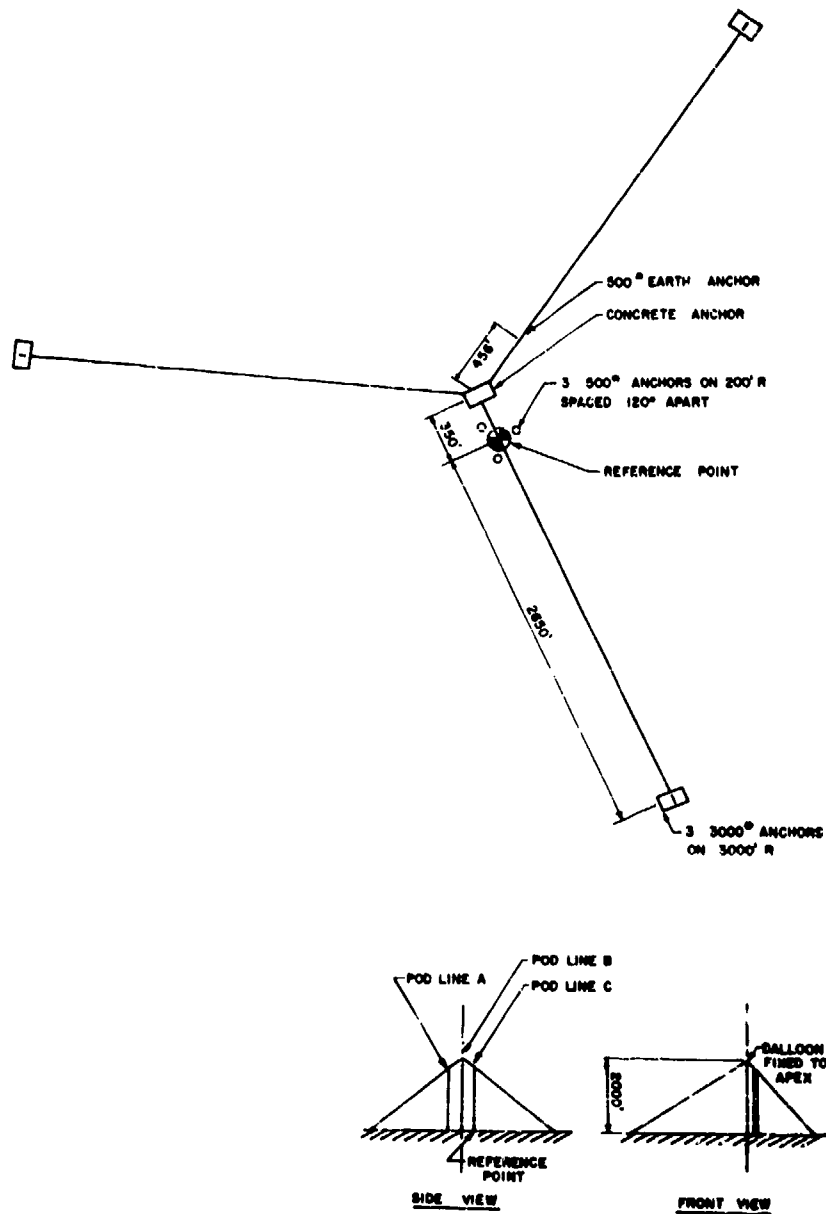 500# EARTH ANCHOR
CONCRETE ANCHOR
456'
3 500# ANCHORS ON 200' R
SPACED 120° APART
350'
REFERENCE POINT
2650'
3 3000# ANCHORS
ON 3000' R
POD LINE B
POD LINE A
POD LINE C
BALLOON
FIXED TO
APEX
2000'
REFERENCE
POINT
SIDE VIEW
FRONT VIEW